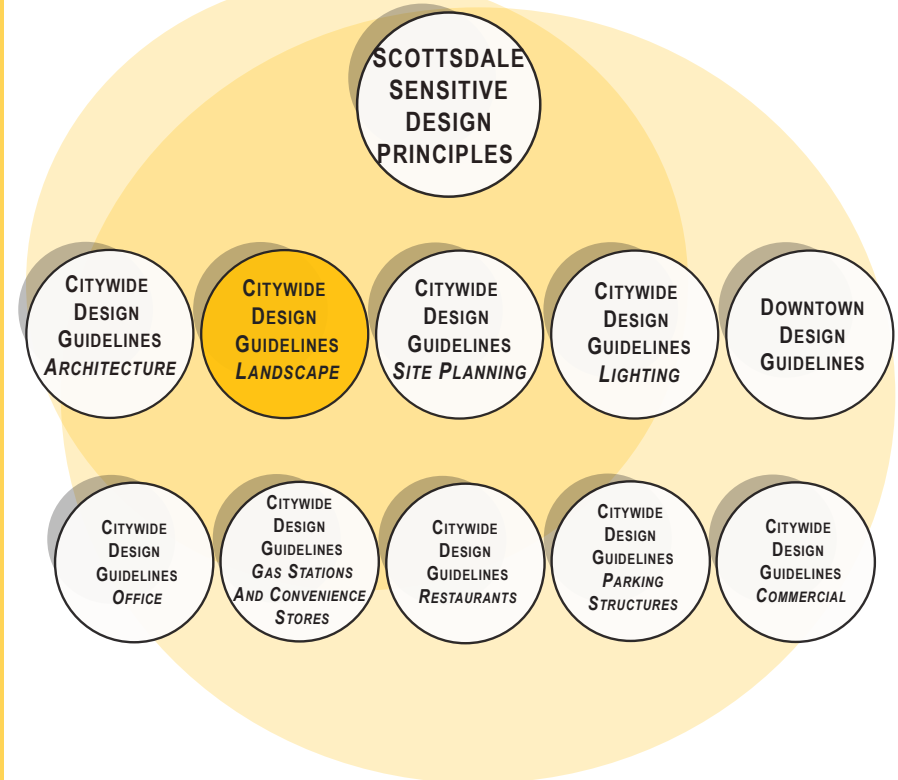 SCOTTSDALE
SENSITIVE
DESIGN
PRINCIPLES
CITYWIDE
DESIGN
GUIDELINES
ARCHITECTURE
CITYWIDE
DESIGN
GUIDELINES
LANDSCAPE
CITYWIDE
DESIGN
GUIDELINES
SITE PLANNING
CITYWIDE
DESIGN
GUIDELINES
LIGHTING
DOWNTOWN
DESIGN
GUIDELINES
CITYWIDE
DESIGN
GUIDELINES
OFFICE
CITYWIDE
DESIGN
GUIDELINES
GAS STATIONS
AND CONVENIENCE
STORES
CITYWIDE
DESIGN
GUIDELINES
RESTAURANTS
CITYWIDE
DESIGN
GUIDELINES
PARKING
STRUCTURES
CITYWIDE
DESIGN
GUIDELINES
COMMERCIAL